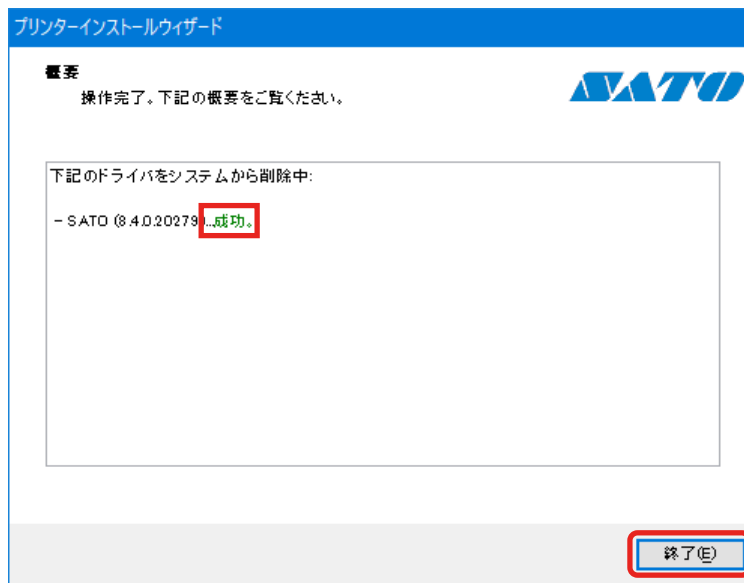 プリンターインストールウィザード
概要
操作完了。下記の概要をご覧ください。
SATO
下記のドライバをシステムから削除中:
- SATO (8.4.0.20279)...成功。
終了(E)